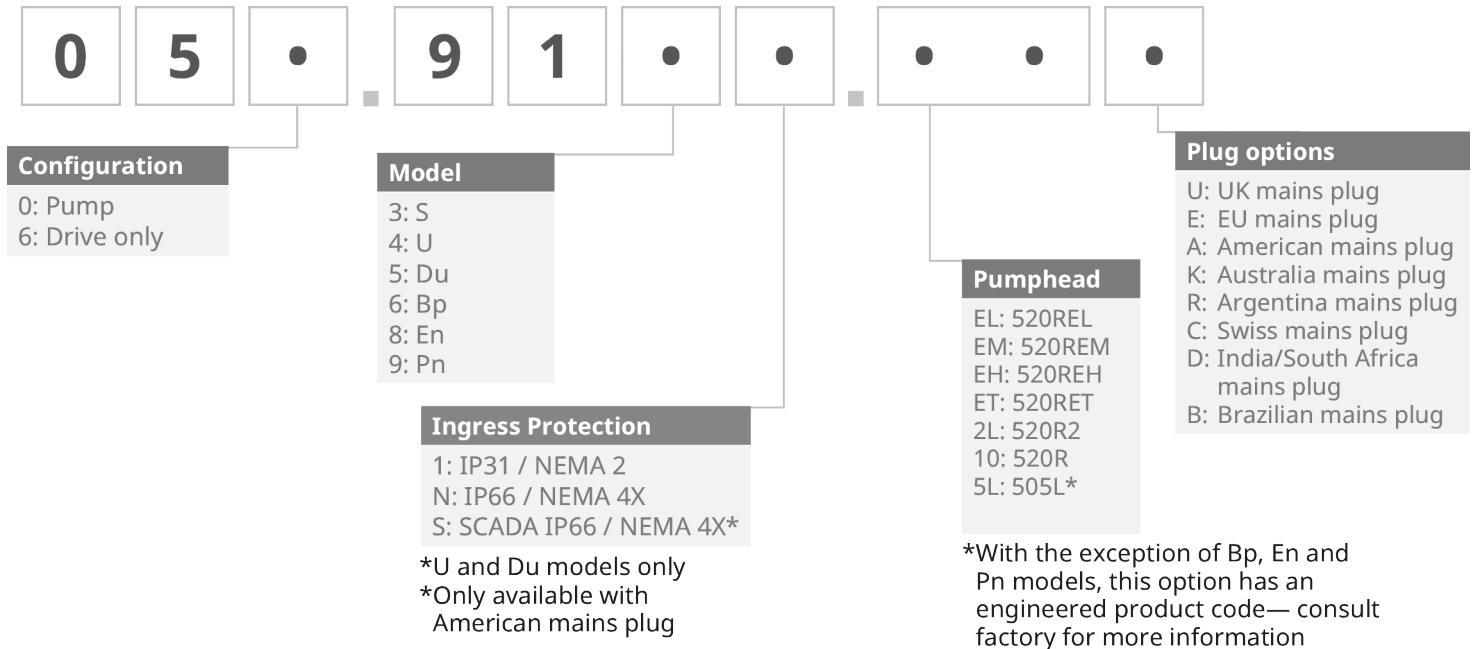 0 5 • . 9 1 • • . • • •
Configuration
0: Pump
6: Drive only
Model
3: S
4: U
5: Du
6: Bp
8: En
9: Pn
Ingress Protection
1: IP31 / NEMA 2
N: IP66 / NEMA 4X
S: SCADA IP66 / NEMA 4X*
*U and Du models only
*Only available with
American mains plug
Pumphead
EL: 520REL
EM: 520REM
EH: 520REH
ET: 520RET
2L: 520R2
10: 520R
5L: 505L*
*With the exception of Bp, En and
Pn models, this option has an
engineered product code— consult
factory for more information
Plug options
U: UK mains plug
E: EU mains plug
A: American mains plug
K: Australia mains plug
R: Argentina mains plug
C: Swiss mains plug
D: India/South Africa
mains plug
B: Brazilian mains plug